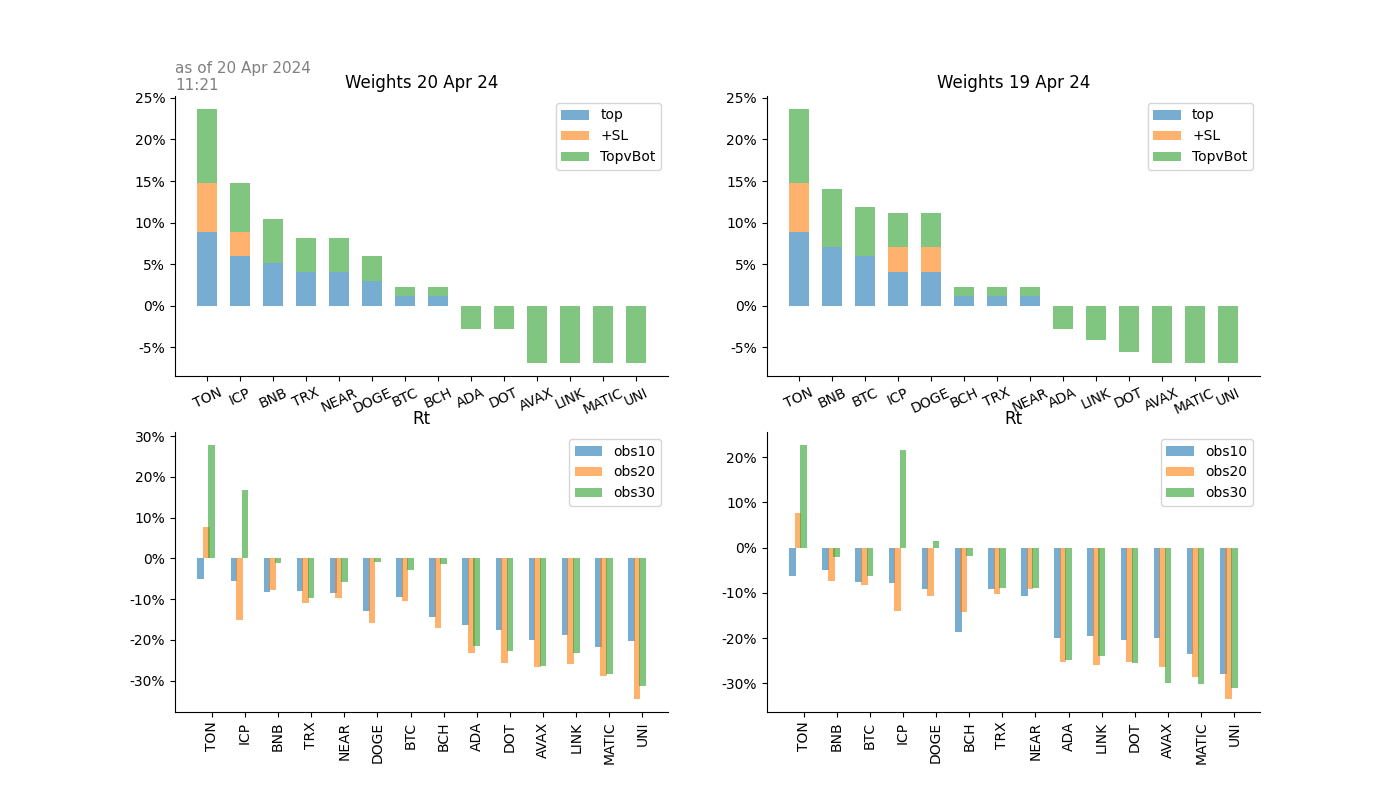 as of 20 Apr 2024
11:21
Weights 20 Apr 24
25%
20%
15%
10%
5%
0%
-5%
top
+SL
TopvBot
TON ICP BNB TRX NEAR DOGE BTC BCH ADA DOT AVAX LINK MATIC UNI
Weights 19 Apr 24
25%
20%
15%
10%
5%
0%
-5%
top
+SL
TopvBot
TON BNB BTC ICP DOGE BCH TRX NEAR ADA LINK DOT AVAX MATIC UNI
Rt
30%
20%
10%
0%
-10%
-20%
-30%
obs10
obs20
obs30
TON ICP BNB TRX NEAR DOGE BTC BCH ADA DOT AVAX LINK MATIC UNI
Rt
20%
10%
0%
-10%
-20%
-30%
obs10
obs20
obs30
TON BNB BTC ICP DOGE BCH TRX NEAR ADA LINK DOT AVAX MATIC UNI